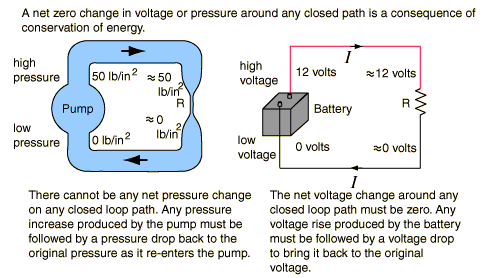 A net zero change in voltage or pressure around any closed path is a consequence of
conservation of energy.
high
pressure
50 lb/in²
≈50
lb/in²
Pump
R
low
pressure
0 lb/in²
≈0
lb/in²
There cannot be any net pressure change
on any closed loop path. Any pressure
increase produced by the pump must be
followed by a pressure drop back to the
original pressure as it re-enters the pump.
I
high
voltage
12 volts
≈12 volts
Battery
R
low
voltage
0 volts
≈0 volts
I
The net voltage change around any
closed loop path must be zero. Any
voltage rise produced by the battery
must be followed by a voltage drop
to bring it back to the original
voltage.